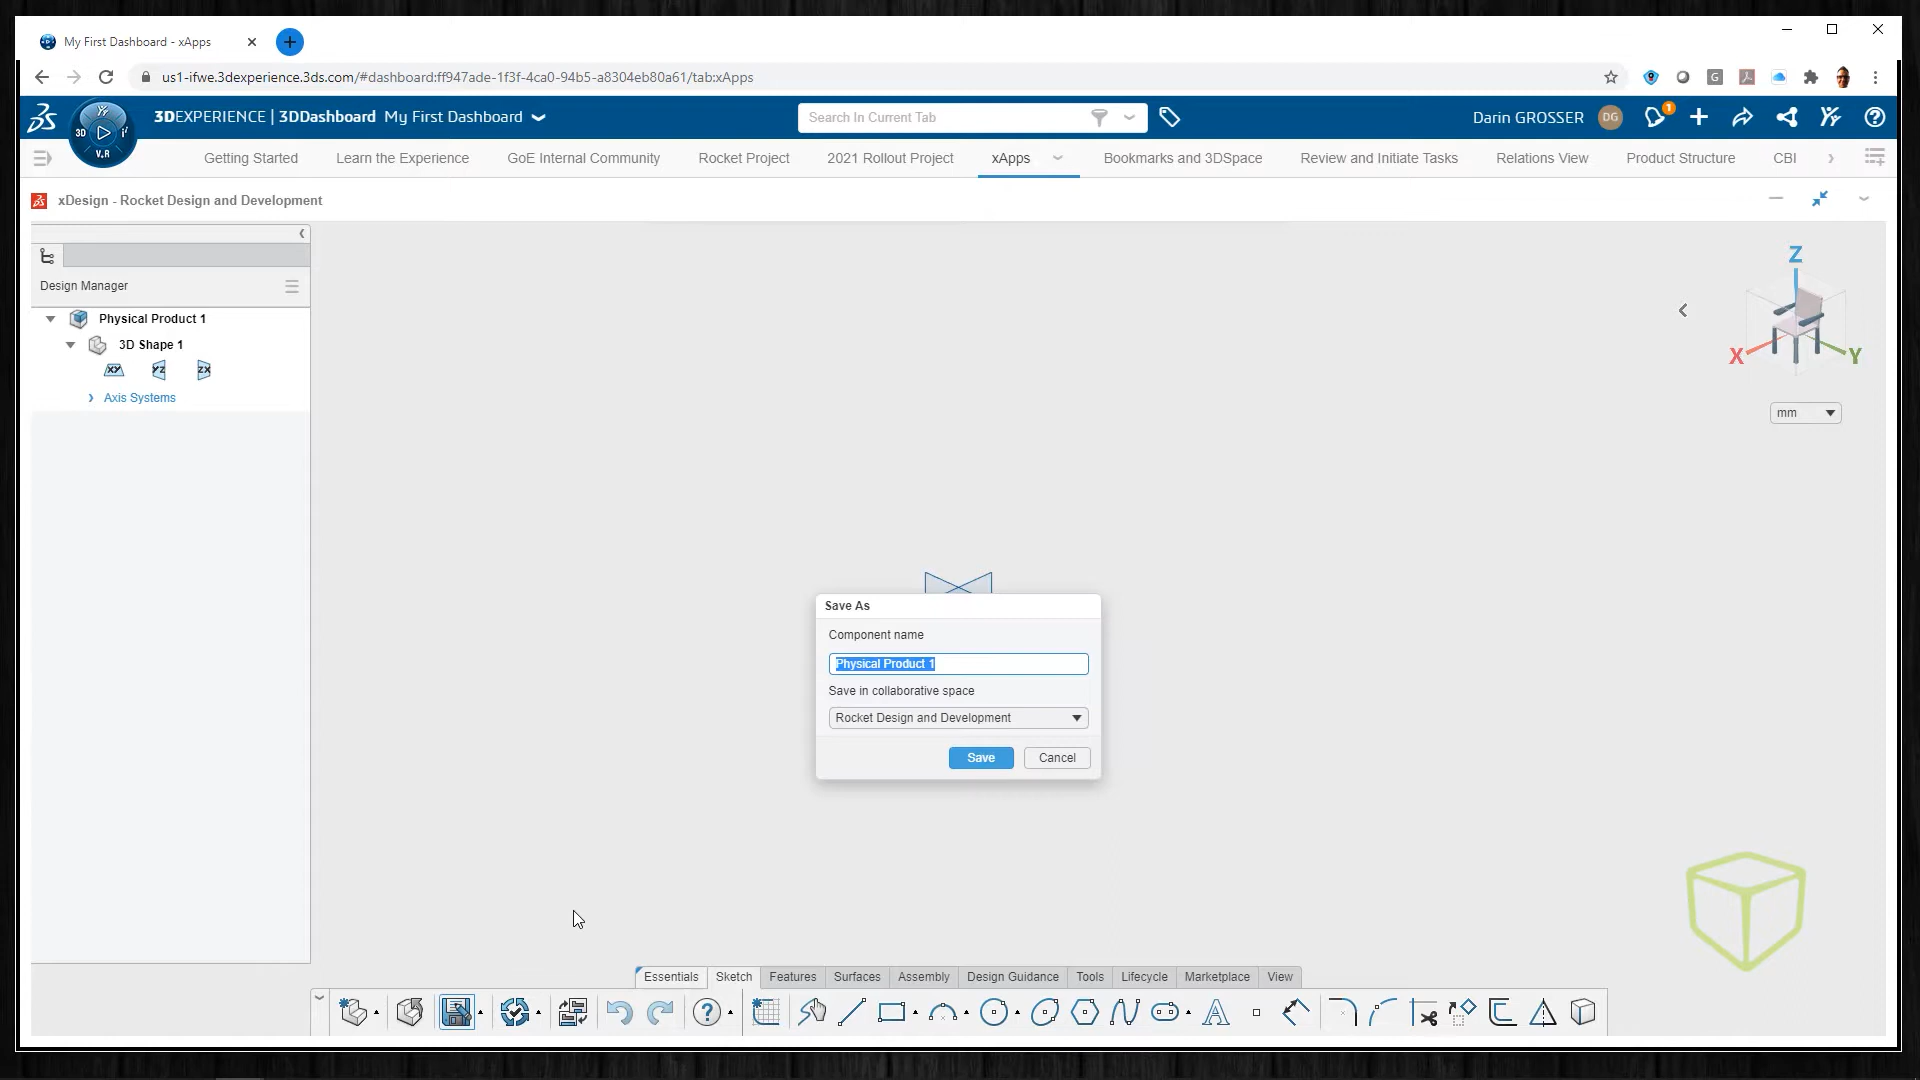 My First Dashboard - xApps
us1-ifwe.3dexperience.3ds.com/#dashboard:ff947ade-1f3f-4ca0-94b5-a8304eb80a61/tab:xApps
3DEXPERIENCE | 3DDashboard My First Dashboard
3D
V.R
Search In Current Tab
Darin GROSSER
DG
1
Getting Started
Learn the Experience
GoE Internal Community
Rocket Project
2021 Rollout Project
xApps
Bookmarks and 3DSpace
Review and Initiate Tasks
Relations View
Product Structure
CBI
xDesign - Rocket Design and Development
Design Manager
Physical Product 1
3D Shape 1
XY YZ ZX
Axis Systems
Z
X
Y
mm
Save As
Component name
Physical Product 1
Save in collaborative space
Rocket Design and Development
Save
Cancel
Essentials
Sketch
Features
Surfaces
Assembly
Design Guidance
Tools
Lifecycle
Marketplace
View